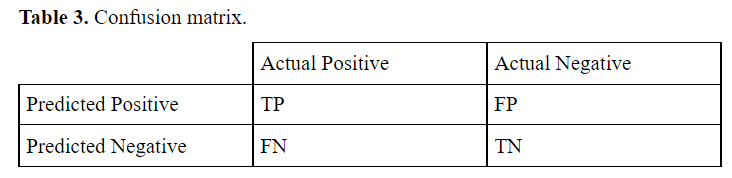 Table 3. Confusion matrix.
Actual Positive Actual Negative
Predicted Positive TP FP
Predicted Negative FN TN